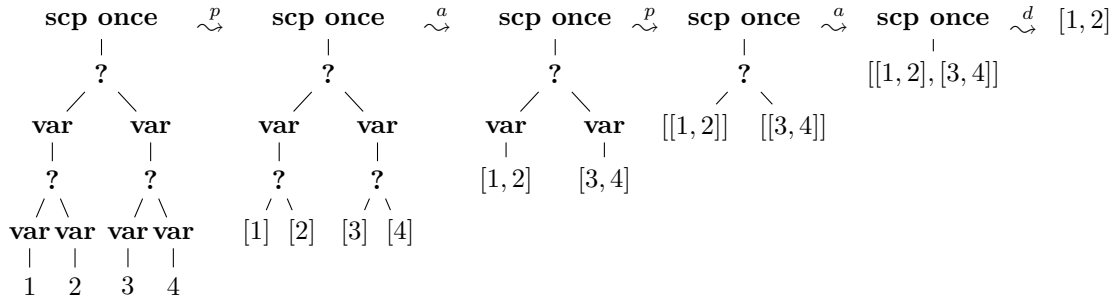 scp once ⤳p scp once ⤳a scp once ⤳p scp once ⤳a scp once ⤳d [1, 2]
? ? ? ? [[1, 2], [3, 4]]
var var var var var var [[1, 2]] [[3, 4]]
? ? ? ? [1, 2] [3, 4]
var var var var [1] [2] [3] [4]
1 2 3 4